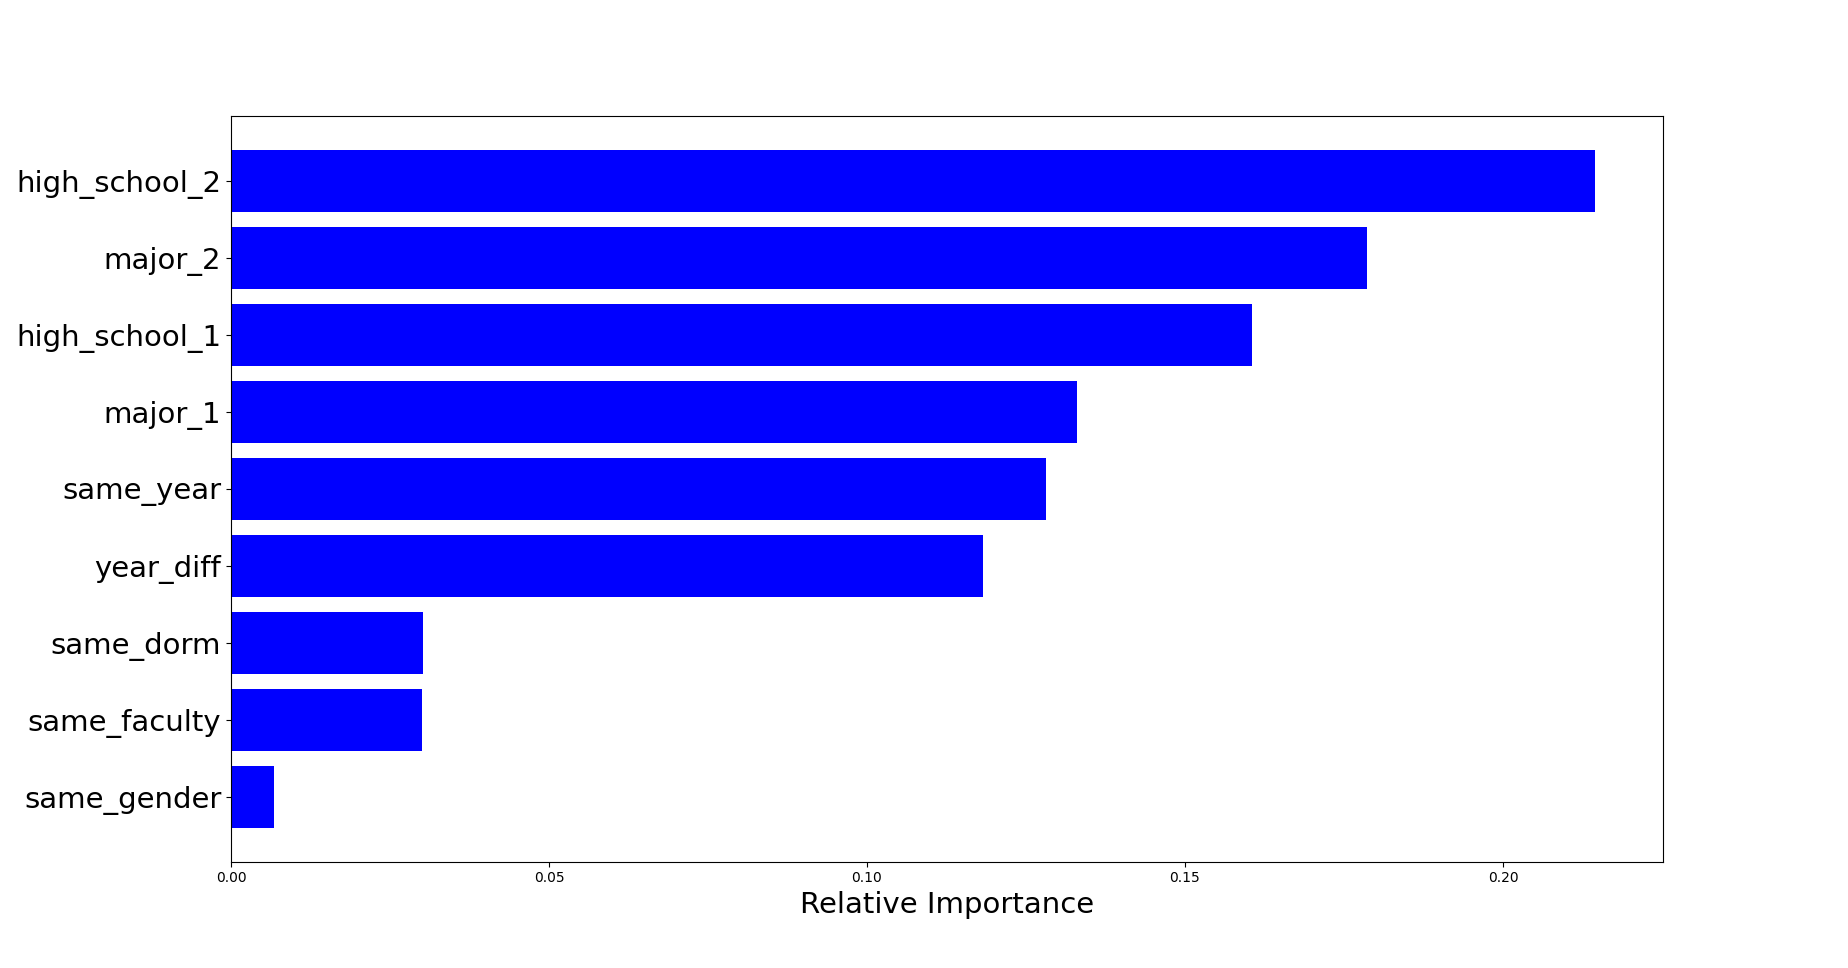 high_school_2
major_2
high_school_1
major_1
same_year
year_diff
same_dorm
same_faculty
same_gender
0.00 0.05 0.10 0.15 0.20
Relative Importance